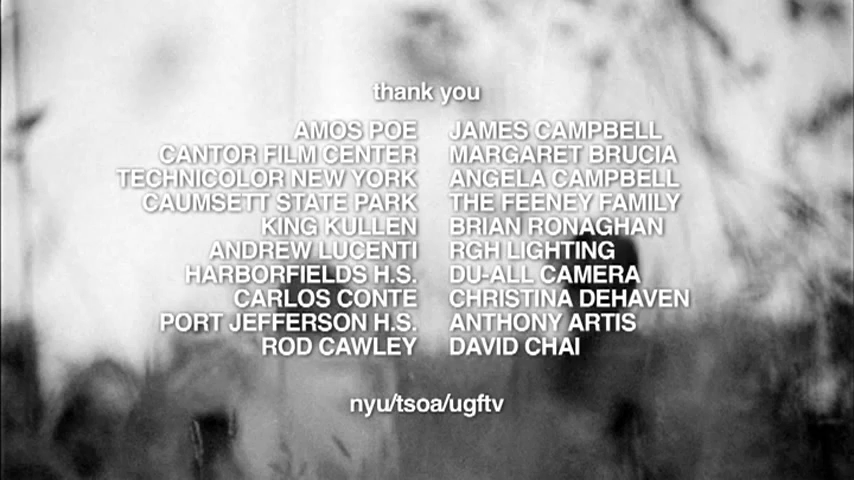 thank you
AMOS POE JAMES CAMPBELL
CANTOR FILM CENTER MARGARET BRUCIA
TECHNICOLOR NEW YORK ANGELA CAMPBELL
CAUMSETT STATE PARK THE FEENEY FAMILY
KING KULLEN BRIAN RONAGHAN
ANDREW LUCENTI RGH LIGHTING
HARBORFIELDS H.S. DU-ALL CAMERA
CARLOS CONTE CHRISTINA DEHAVEN
PORT JEFFERSON H.S. ANTHONY ARTIS
ROD CAWLEY DAVID CHAI
nyu/tsoa/ugftv